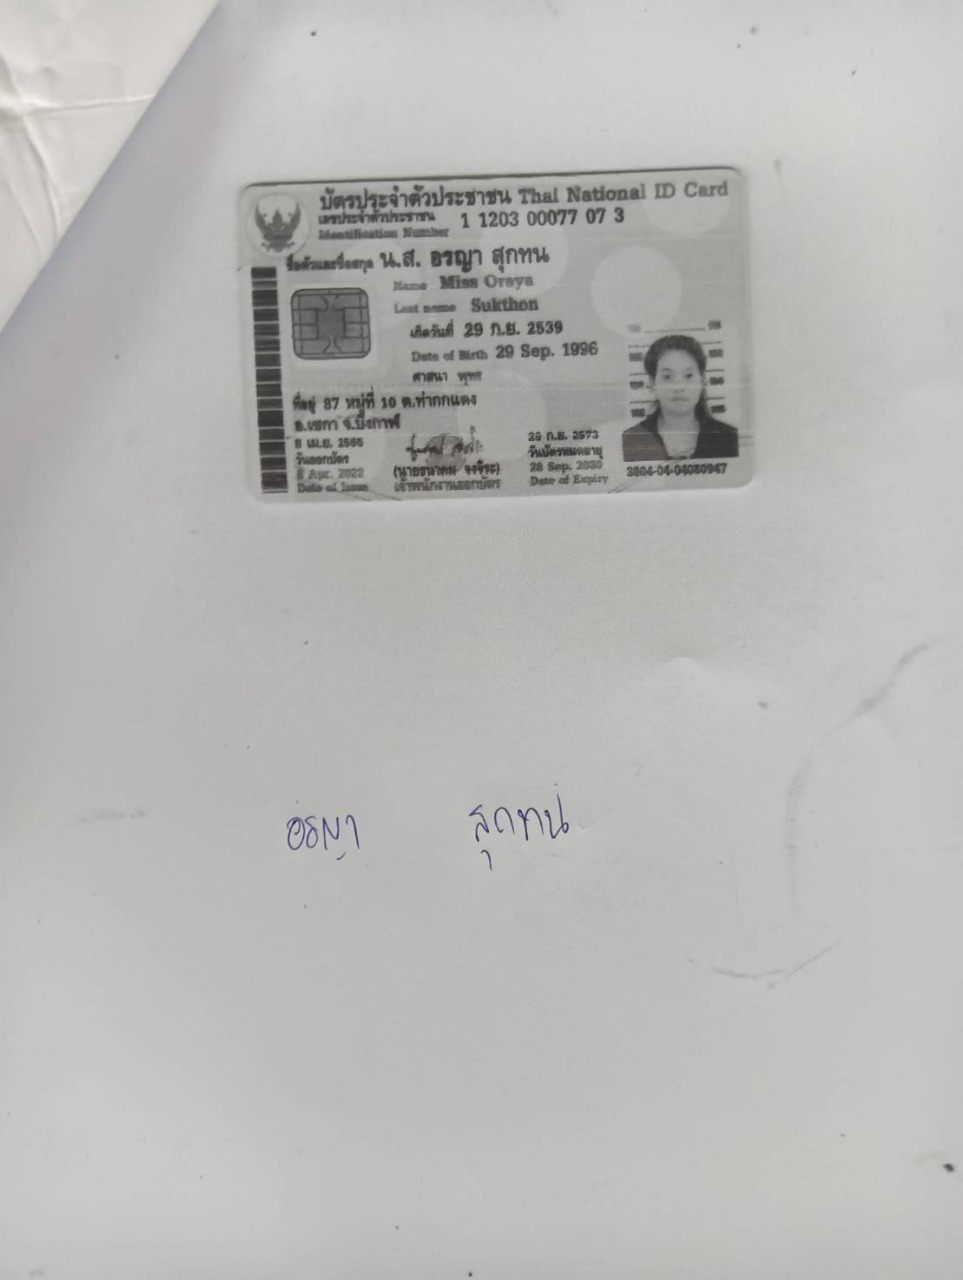 บัตรประจำตัวประชาชน Thai National ID Card
เลขประจำตัวประชาชน 1 1203 00077 07 3
Identification Number
ชื่อตัวและชื่อสกุล น.ส. อรญา สุกทน
Name Miss Oraya
Last name Sukthon
เกิดวันที่ 29 ก.ย. 2539
Date of Birth 29 Sep. 1996
ศาสนา พุทธ
ที่อยู่ 87 หมู่ที่ 10 ต.ท่ากกแดง
อ.เซกา จ.บึงกาฬ
8 เม.ย. 2565
วันออกบัตร
8 Apr. 2022
Date of Issue
เจ้าพนักงานออกบัตร
28 ก.ย. 2573
วันบัตรหมดอายุ
28 Sep. 2030
Date of Expiry
3804-04-04080947
อรญา สุกทน